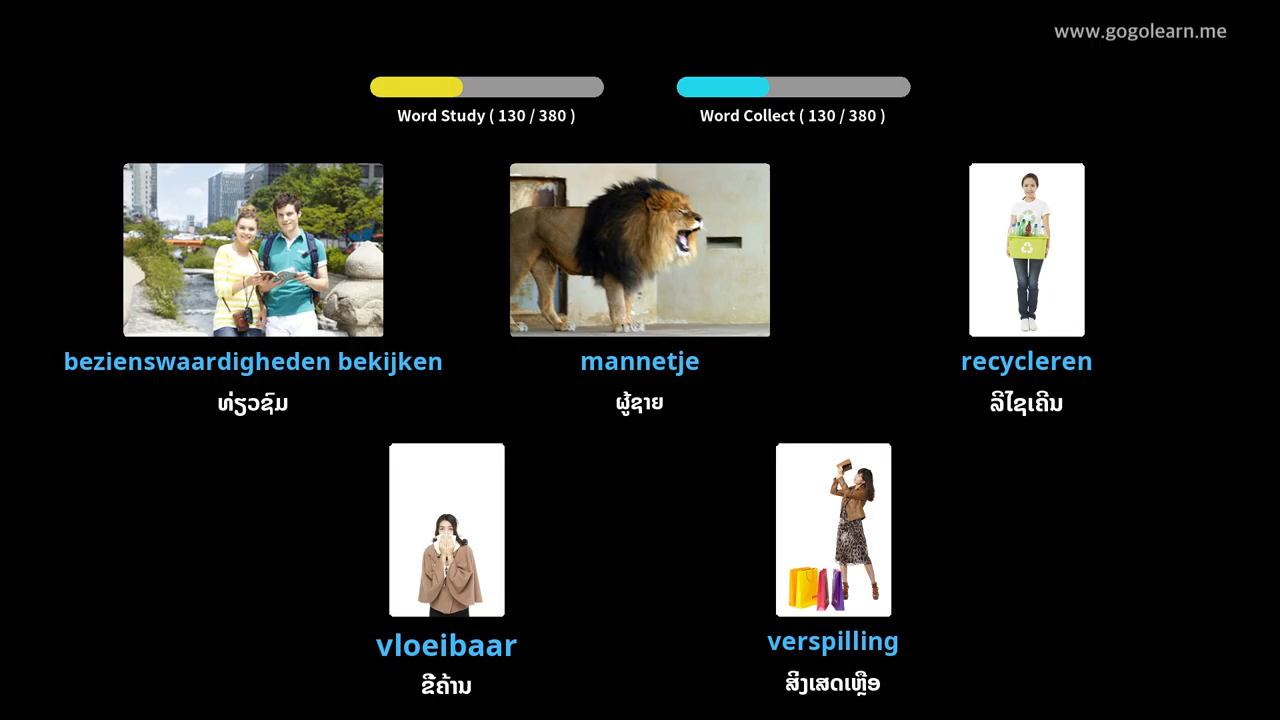 www.gogolearn.me
Word Study ( 130 / 380 )
Word Collect ( 130 / 380 )
bezienswaardigheden bekijken
mannetje
recycleren
ທ່ຽວຊົມ
ຜູ້ຊາຍ
ລີໄຊເຄີນ
vloeibaar
verspilling
ຂີ້ຄ້ານ
ສິ່ງເສດເຫຼືອ